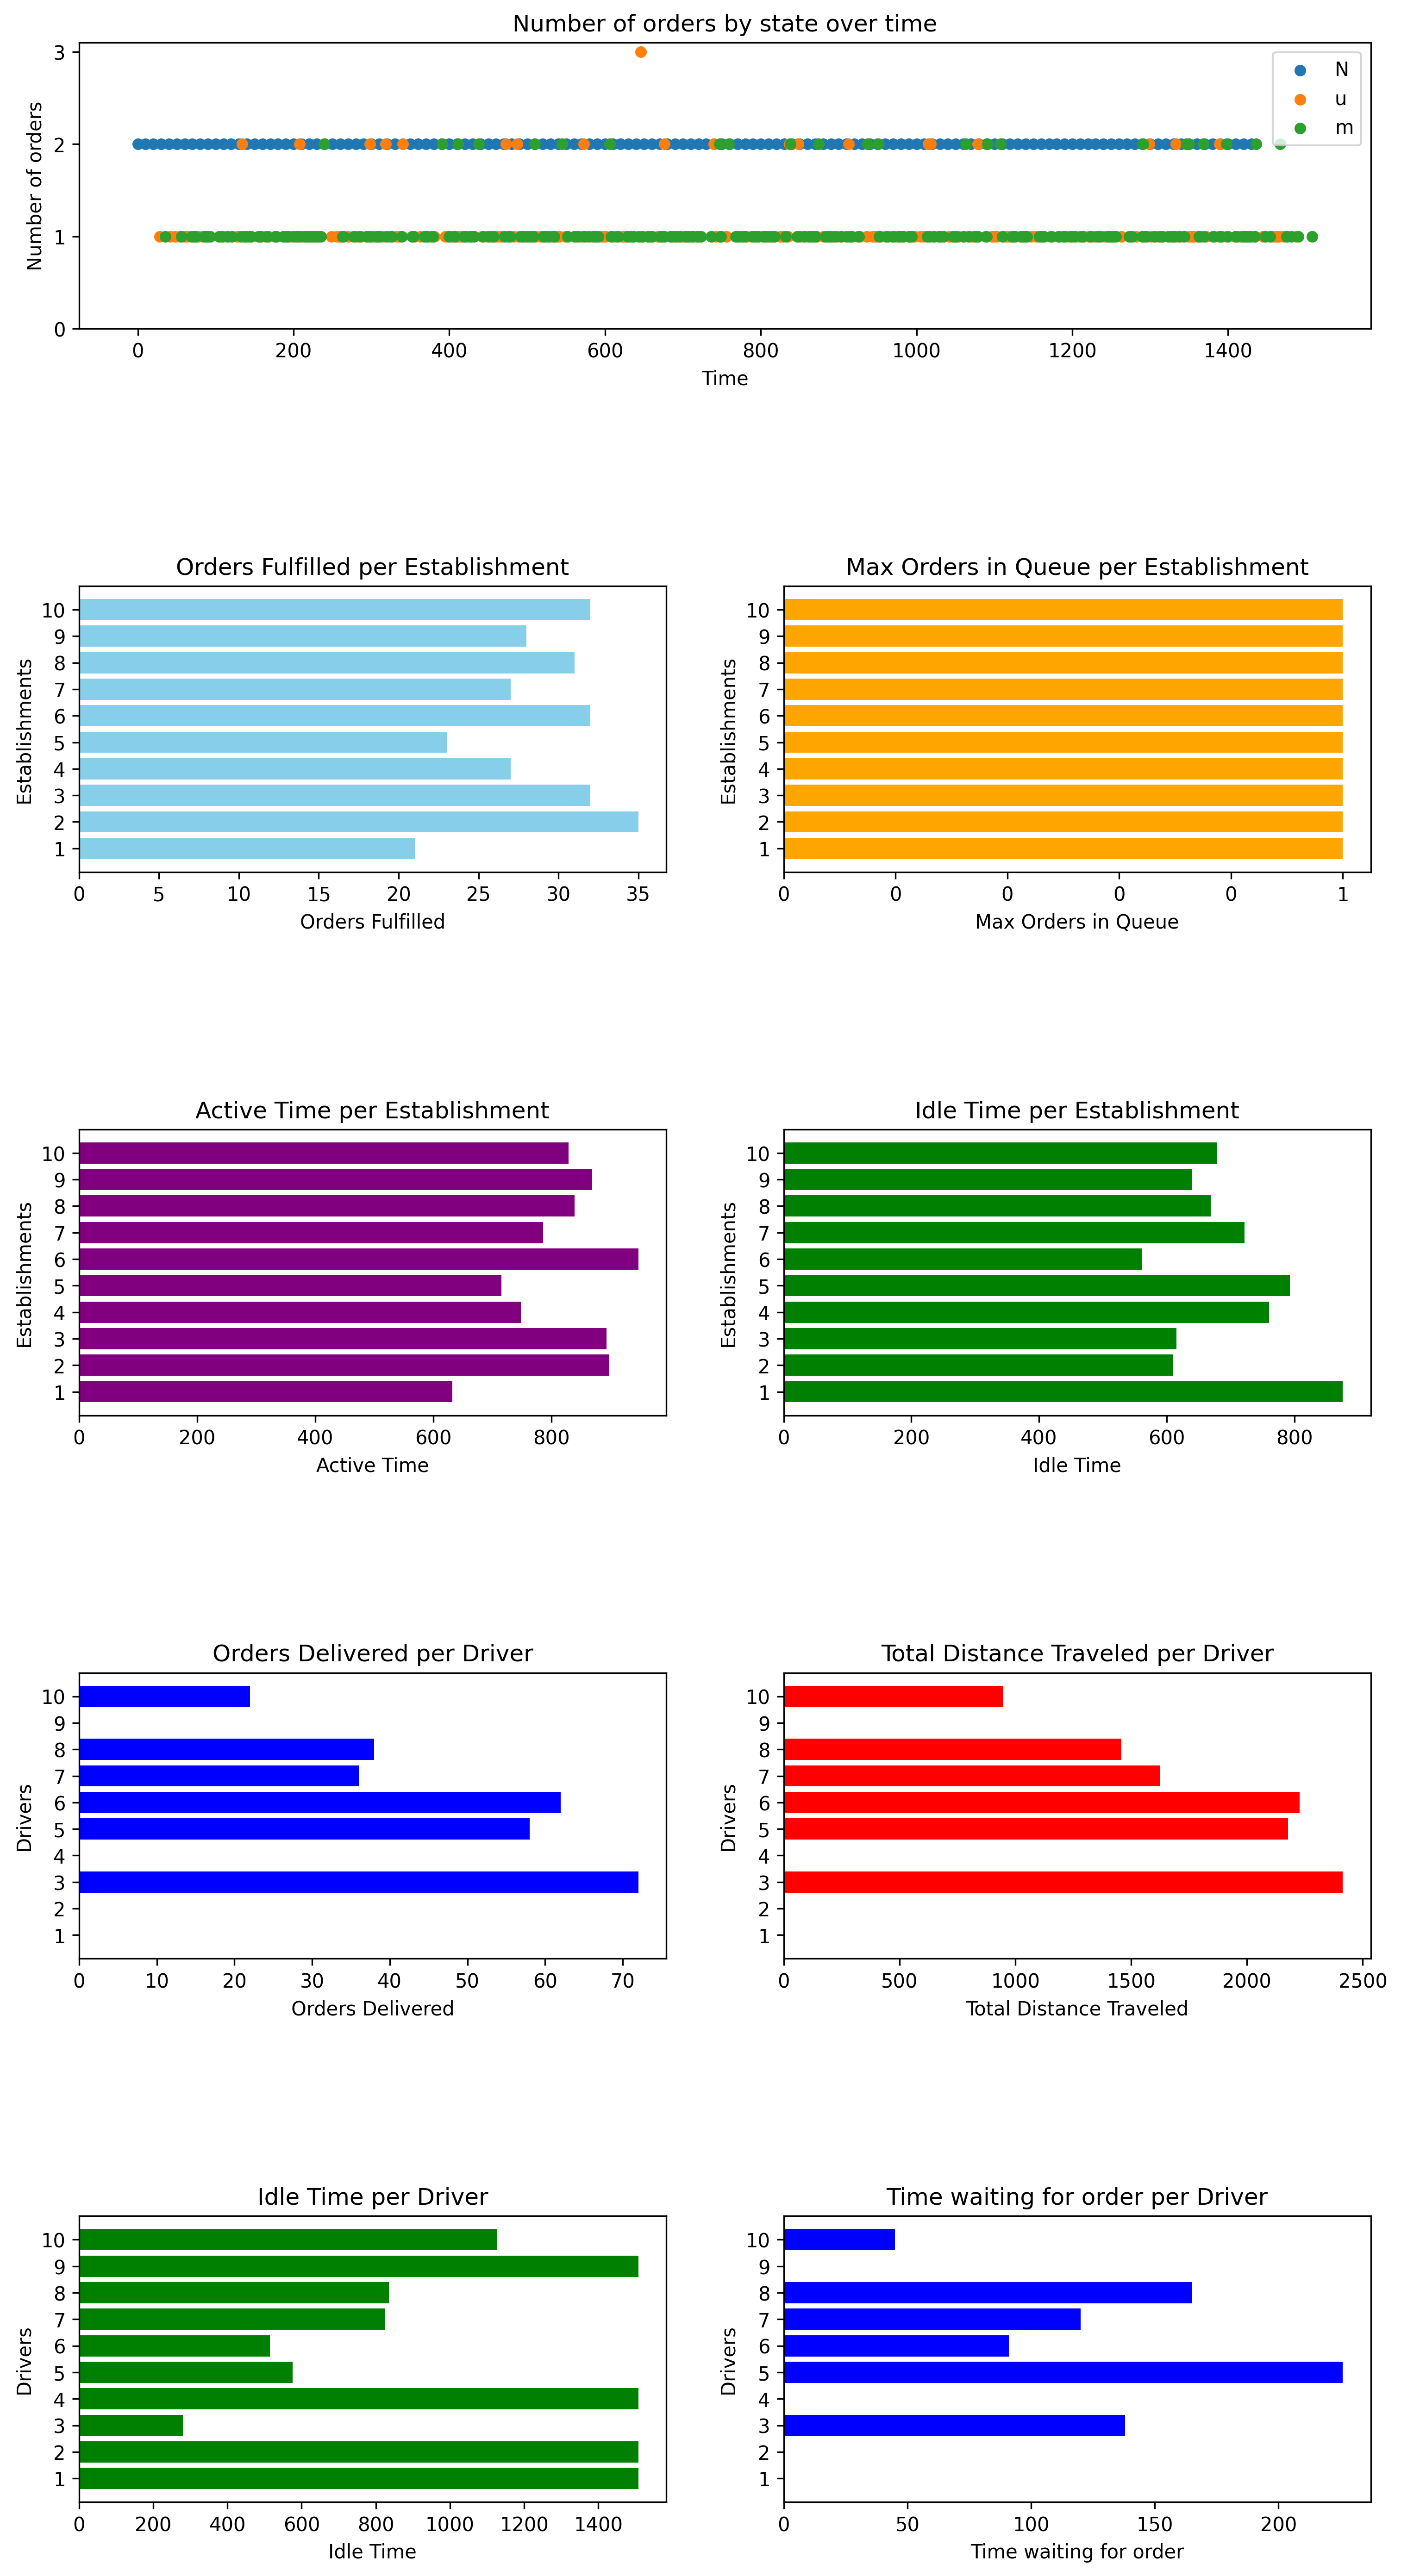 Number of orders by state over time
3
2
1
0
Number of orders
N
u
m
0 200 400 600 800 1000 1200 1400
Time
Orders Fulfilled per Establishment
10
9
8
7
6
5
4
3
2
1
Establishments
0 5 10 15 20 25 30 35
Orders Fulfilled
Max Orders in Queue per Establishment
10
9
8
7
6
5
4
3
2
1
Establishments
0 0 0 0 0 1
Max Orders in Queue
Active Time per Establishment
10
9
8
7
6
5
4
3
2
1
Establishments
0 200 400 600 800
Active Time
Idle Time per Establishment
10
9
8
7
6
5
4
3
2
1
Establishments
0 200 400 600 800
Idle Time
Orders Delivered per Driver
10
9
8
7
6
5
4
3
2
1
Drivers
0 10 20 30 40 50 60 70
Orders Delivered
Total Distance Traveled per Driver
10
9
8
7
6
5
4
3
2
1
Drivers
0 500 1000 1500 2000 2500
Total Distance Traveled
Idle Time per Driver
10
9
8
7
6
5
4
3
2
1
Drivers
0 200 400 600 800 1000 1200 1400
Idle Time
Time waiting for order per Driver
10
9
8
7
6
5
4
3
2
1
Drivers
0 50 100 150 200
Time waiting for order